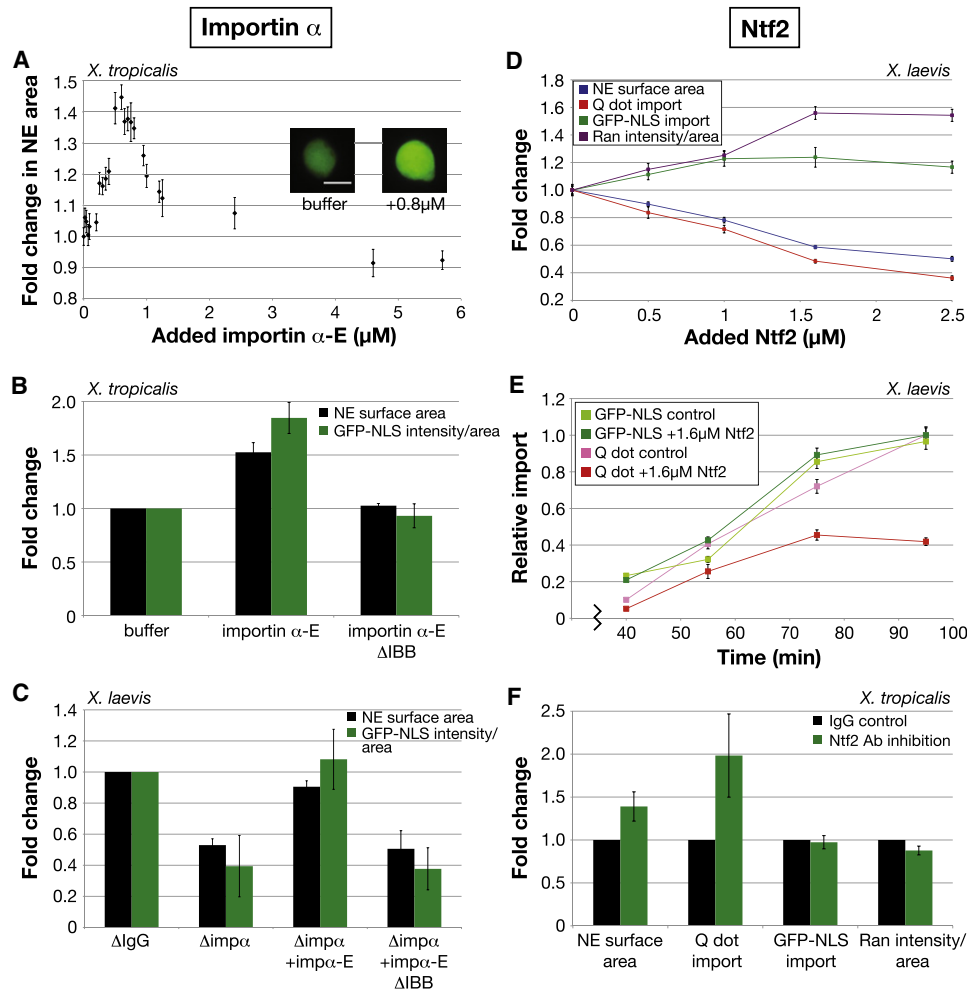 Importin α
Ntf2
A
X. tropicalis
Fold change in NE area
1.5
1.4
1.3
1.2
1.1
1.0
0.9
0.8
buffer
+0.8μM
0
1
2
3
4
5
6
Added importin α-E (μM)
B
X. tropicalis
Fold change
2.0
1.5
1.0
0.5
0
NE surface area
GFP-NLS intensity/area
buffer
importin α-E
importin α-E
ΔIBB
C
X. laevis
Fold change
1.4
1.2
1.0
0.8
0.6
0.4
0.2
0
NE surface area
GFP-NLS intensity/
area
ΔIgG
Δimpα
Δimpα
+impα-E
Δimpα
+impα-E
ΔIBB
D
X. laevis
Fold change
1.8
1.6
1.4
1.2
1.0
0.8
0.6
0.4
0.2
NE surface area
Q dot import
GFP-NLS import
Ran intensity/area
0
0.5
1
1.5
2
2.5
Added Ntf2 (μM)
E
X. laevis
Relative import
1.2
1.0
0.8
0.6
0.4
0.2
0
GFP-NLS control
GFP-NLS +1.6μM Ntf2
Q dot control
Q dot +1.6μM Ntf2
40
50
60
70
80
90
100
Time (min)
F
X. tropicalis
Fold change
2.5
2.0
1.5
1.0
0.5
0
IgG control
Ntf2 Ab inhibition
NE surface
area
Q dot
import
GFP-NLS
import
Ran intensity/
area